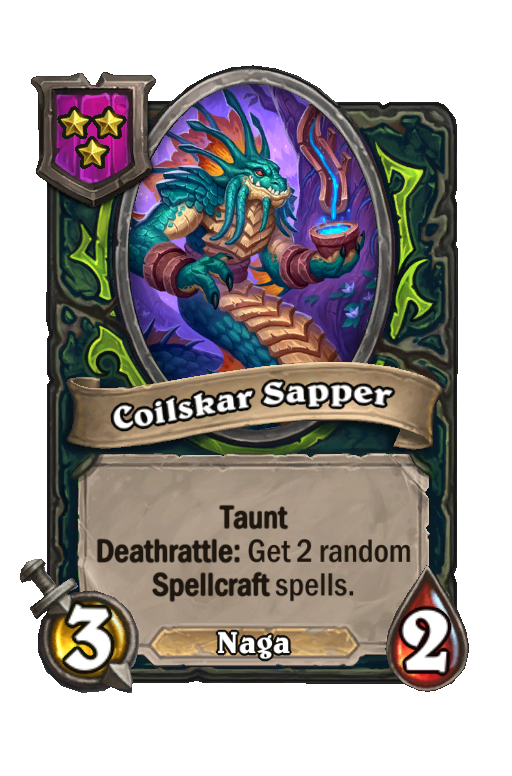 Coilskar Sapper
Taunt
Deathrattle: Get 2 random
Spellcraft spells.
3
Naga
2